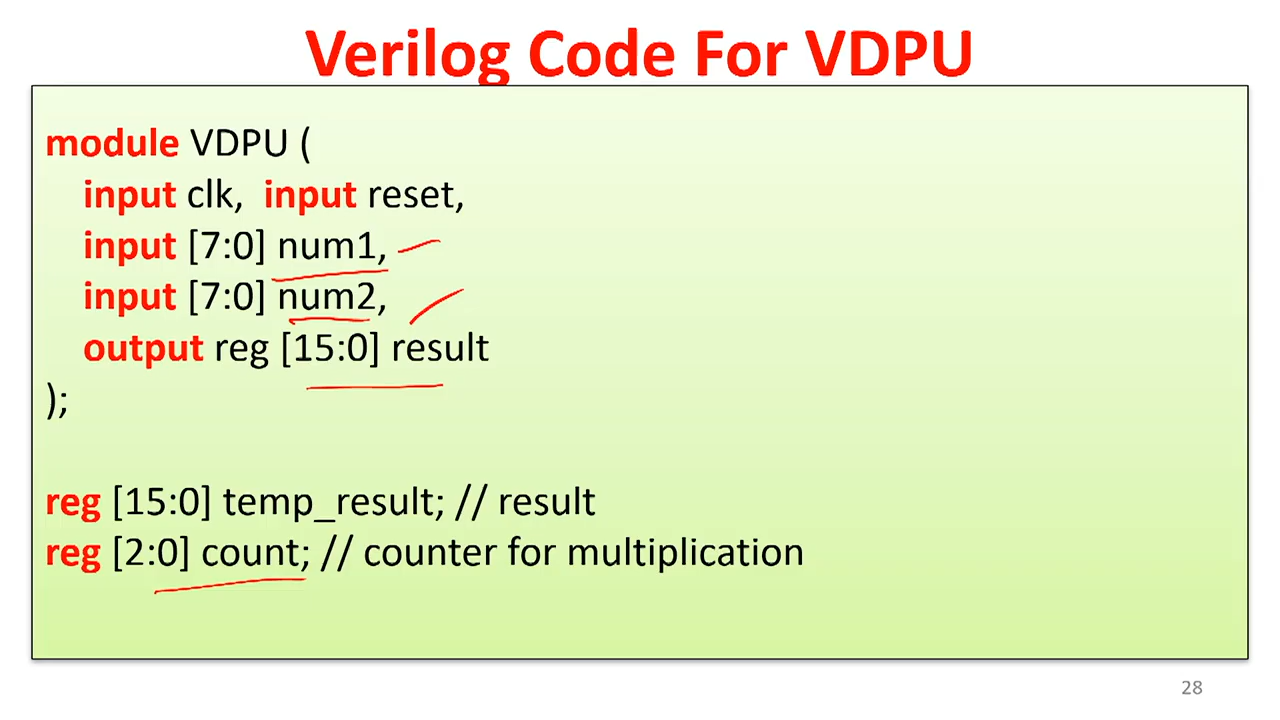 Verilog Code For VDPU
module VDPU (
input clk, input reset,
input [7:0] num1,
input [7:0] num2,
output reg [15:0] result
);
reg [15:0] temp_result; // result
reg [2:0] count; // counter for multiplication
28